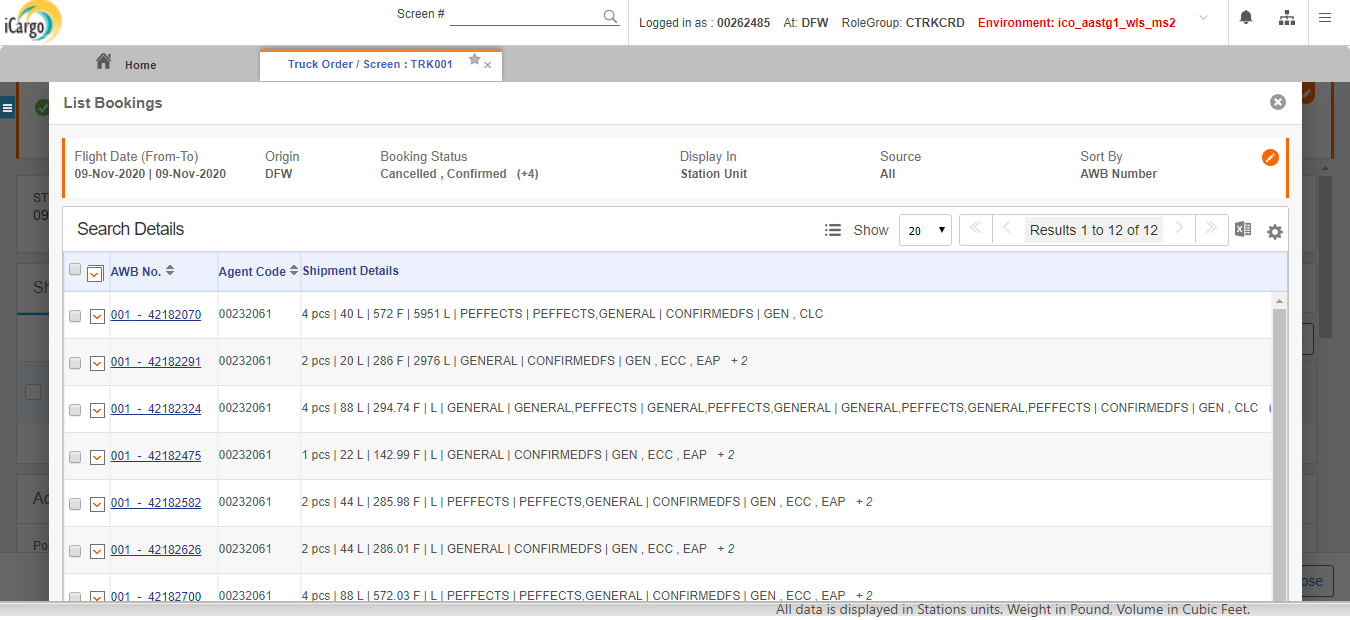 iCargo
Screen #
Logged in as : 00262485 At: DFW RoleGroup: CTRKCRD Environment: ico_aastg1_wls_ms2
Home
Truck Order / Screen : TRK001
List Bookings
Flight Date (From-To) Origin Booking Status Display In Source Sort By
09-Nov-2020 | 09-Nov-2020 DFW Cancelled , Confirmed (+4) Station Unit All AWB Number
ST
09
Search Details Show 20 Results 1 to 12 of 12
AWB No. Agent Code Shipment Details
Sh
001 - 42182070 00232061 4 pcs | 40 L | 572 F | 5951 L | PEFFECTS | PEFFECTS,GENERAL | CONFIRMEDFS | GEN , CLC
001 - 42182291 00232061 2 pcs | 20 L | 286 F | 2976 L | GENERAL | CONFIRMEDFS | GEN , ECC , EAP + 2
001 - 42182324 00232061 4 pcs | 88 L | 294.74 F | L | GENERAL | GENERAL,PEFFECTS | GENERAL,PEFFECTS,GENERAL | GENERAL,PEFFECTS,GENERAL,PEFFECTS | CONFIRMEDFS | GEN , CLC (
001 - 42182475 00232061 1 pcs | 22 L | 142.99 F | L | GENERAL | CONFIRMEDFS | GEN , ECC , EAP + 2
001 - 42182582 00232061 2 pcs | 44 L | 285.98 F | L | PEFFECTS | PEFFECTS,GENERAL | CONFIRMEDFS | GEN , ECC , EAP + 2
Ac
001 - 42182626 00232061 2 pcs | 44 L | 286.01 F | L | GENERAL | CONFIRMEDFS | GEN , ECC , EAP + 2
Po
ose
001 - 42182700 00232061 4 pcs | 88 L | 572.03 F | L | PEFFECTS | PEFFECTS,GENERAL | CONFIRMEDFS | GEN , ECC , EAP + 2
All data is displayed in Stations units. Weight in Pound, Volume in Cubic Feet.